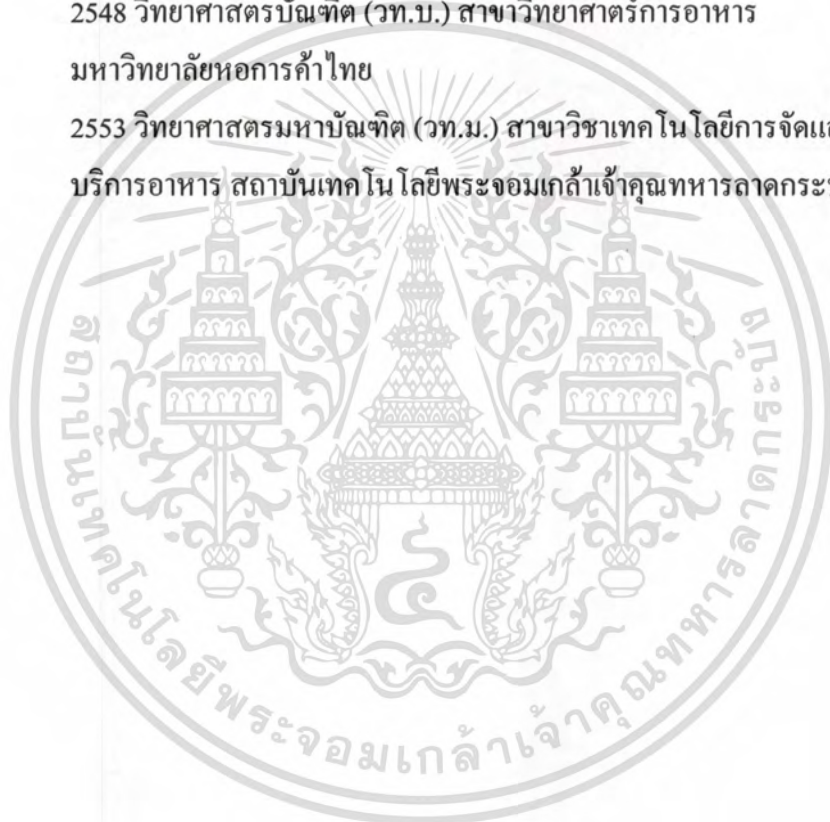 2548 วิทยาศาสตรบัณฑิต (วท.บ.) สาขาวิทยาศาตร์การอาหาร
มหาวิทยาลัยหอการค้าไทย
2553 วิทยาศาสตรมหาบัณฑิต (วท.ม.) สาขาวิชาเทคโนโลยีการจัดและ
บริการอาหาร สถาบันเทคโนโลยีพระจอมเกล้าเจ้าคุณทหารลาดกระบ
สถาบันเทคโนโลยีพระจอมเกล้าเจ้าคุณทหารลาดกระบัง